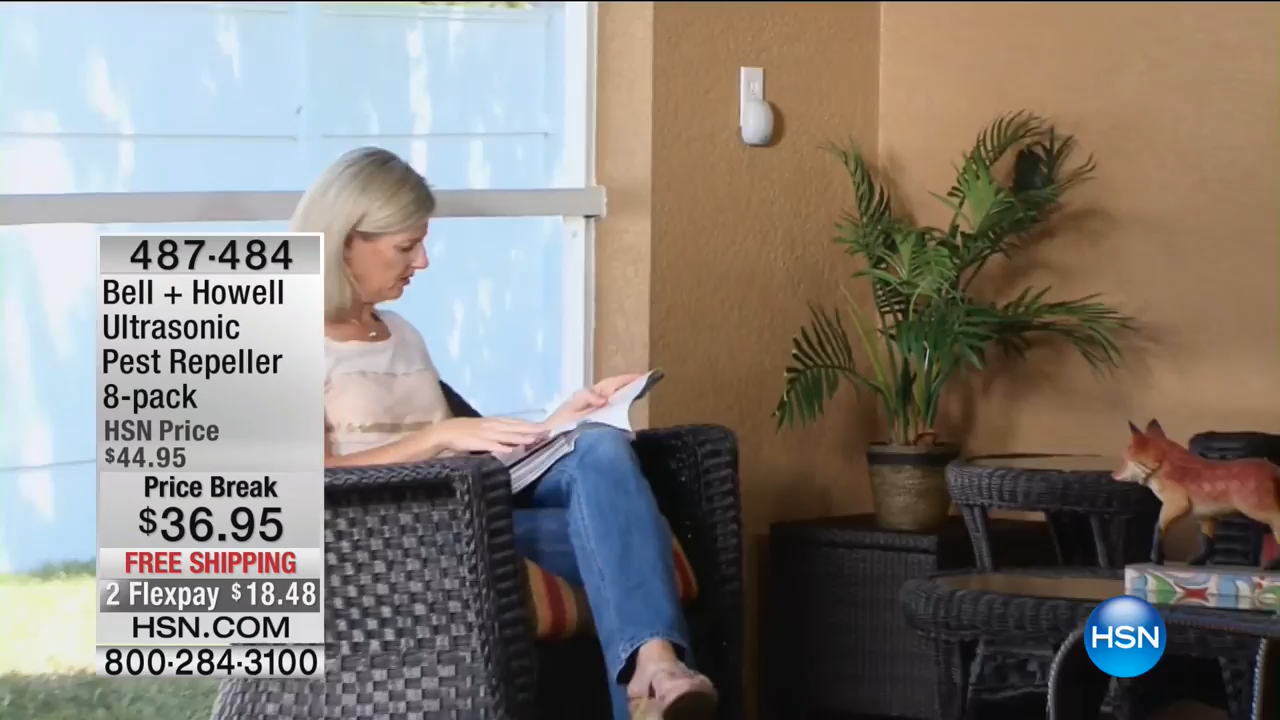 487·484
Bell + Howell
Ultrasonic
Pest Repeller
8-pack
HSN Price
$44.95
Price Break
$36.95
FREE SHIPPING
2 Flexpay $18.48
HSN.COM
800·284·3100
HSN